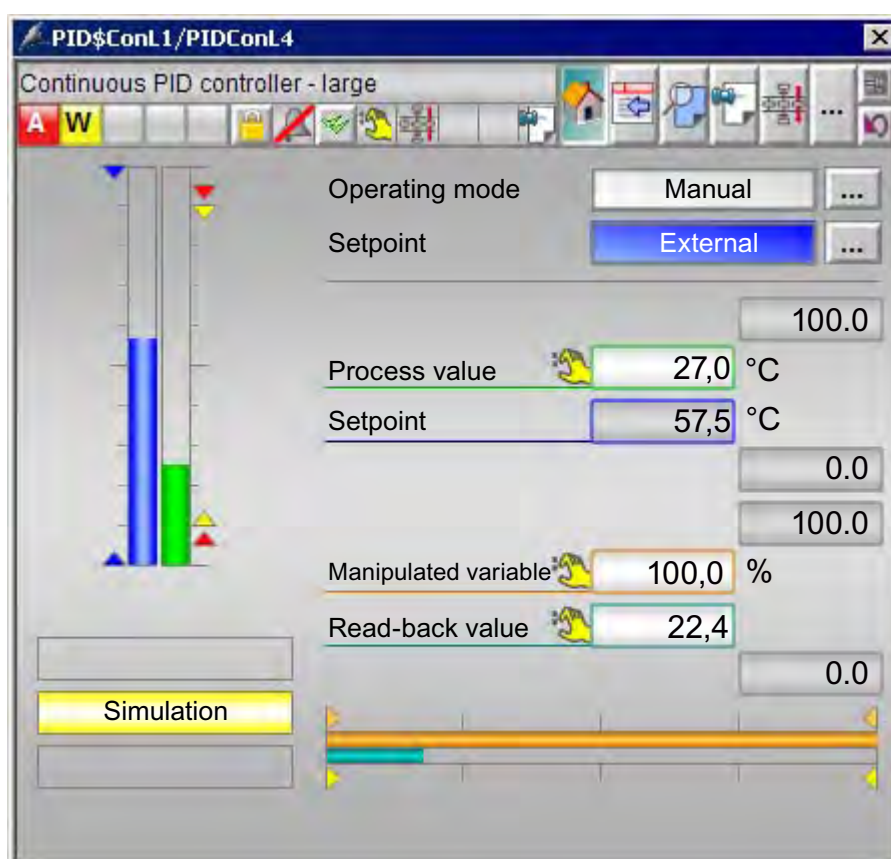 PID$ConL1/PIDConL4
Continuous PID controller - large
A W
...
Operating mode Manual ...
Setpoint External ...
100.0
Process value 27,0 °C
Setpoint 57,5 °C
0.0
100.0
Manipulated variable 100,0 %
Read-back value 22,4
0.0
Simulation